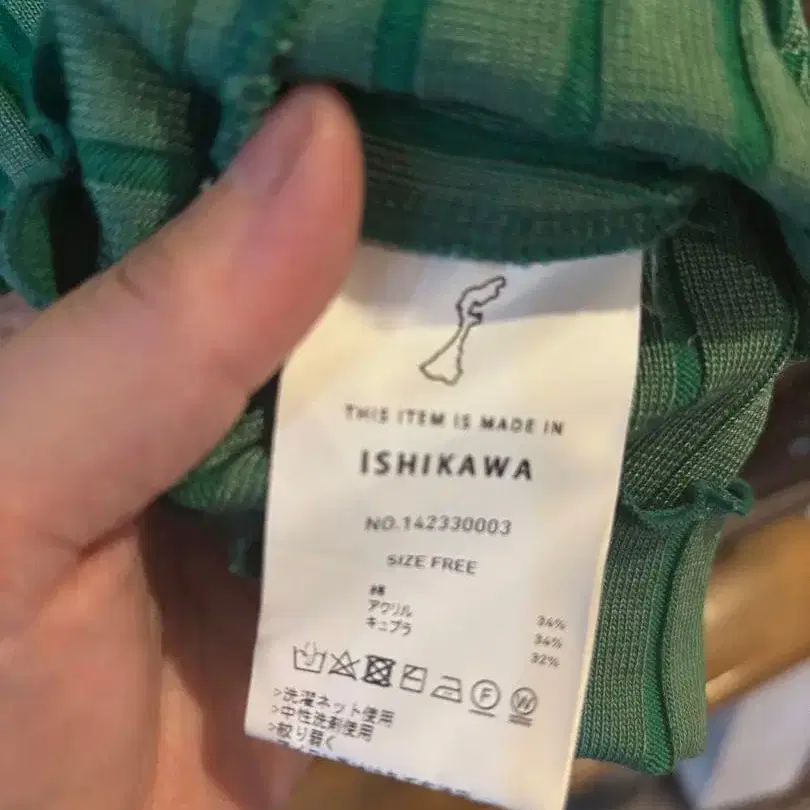 THIS ITEM IS MADE IN
ISHIKAWA
NO.142330003
SIZE FREE
綿 34%
アクリル 34%
キュプラ 32%
F W
>洗濯ネット使用
>中性洗剤使用
>絞り弱く